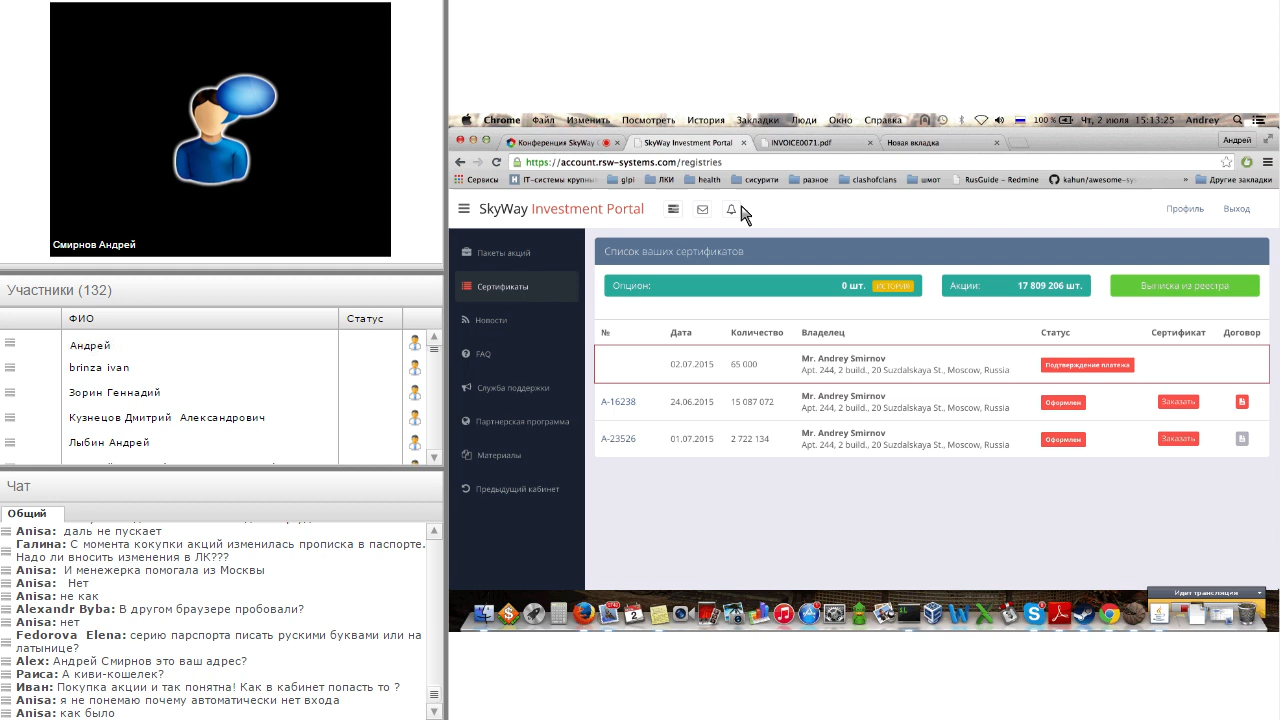 Смирнов Андрей
Участники (132)
ФИО
Статус
Андрей
brinza ivan
Зорин Геннадий
Кузнецов Дмитрий Александрович
Лыбин Андрей
Чат
Общий
Anisa: даль не пускает
Галина: С момента кокупки акций изменилась прописка в паспорте.
Надо ли вносить изменения в ЛК???
Anisa: И менежерка помогала из Москвы
Anisa: Нет
Anisa: не как
Alexandr Byba: В другом браузере пробовали?
Anisa: нет
Fedorova Elena: серию парспорта писать рускими буквами или на
латынице?
Alex: Андрей Смирнов это ваш адрес?
Раиса: А киви-кошелек?
Иван: Покупка акции и так понятна! Как в кабинет попасть то ?
Anisa: я не понемаю почему автоматически нет входа
Anisa: как было
Chrome Файл Изменить Посмотреть История Закладки Люди Окно Справка 100 % Чт, 2 июля 15:13:25 Andrey
Конференция SkyWay SkyWay Investment Portal INVOICE0071.pdf Новая вкладка Андрей
https://account.rsw-systems.com/registries
Сервисы IT-системы крупны glpi ЛКИ health сисурити разное clashofclans шмот RusGuide – Redmine kahun/awesome-sy » Другие закладки
SkyWay Investment Portal Профиль Выход
Пакеты акций
Сертификаты
Новости
FAQ
Служба поддержки
Партнерская программа
Материалы
Предыдущий кабинет
Список ваших сертификатов
Опцион: 0 шт. ИСТОРИЯ Акции: 17 809 206 шт. Выписка из реестра
№ Дата Количество Владелец Статус Сертификат Договор
02.07.2015 65 000 Mr. Andrey Smirnov
Apt. 244, 2 build., 20 Suzdalskaya St., Moscow, Russia
Подтверждение платежа
A-16238 24.06.2015 15 087 072 Mr. Andrey Smirnov
Apt. 244, 2 build., 20 Suzdalskaya St., Moscow, Russia
Оформлен Заказать
A-23526 01.07.2015 2 722 134 Mr. Andrey Smirnov
Apt. 244, 2 build., 20 Suzdalskaya St., Moscow, Russia
Оформлен Заказать
Идет трансляция